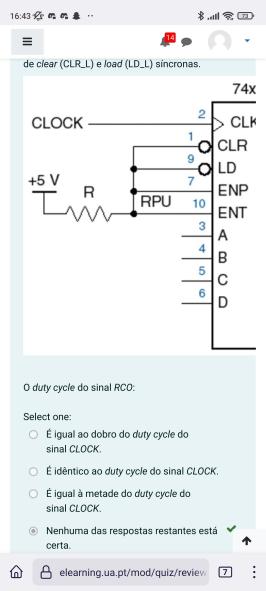 16:43
72
14
de clear (CLR_L) e load (LD_L) síncronas.
74x
CLOCK
2
CLK
1
CLR
9
LD
+5 V
R
7
ENP
RPU
10
ENT
3
A
4
B
5
C
6
D
O duty cycle do sinal RCO:
Select one:
É igual ao dobro do duty cycle do
sinal CLOCK.
É idêntico ao duty cycle do sinal CLOCK.
É igual à metade do duty cycle do
sinal CLOCK.
Nenhuma das respostas restantes está
certa.
elearning.ua.pt/mod/quiz/review
7